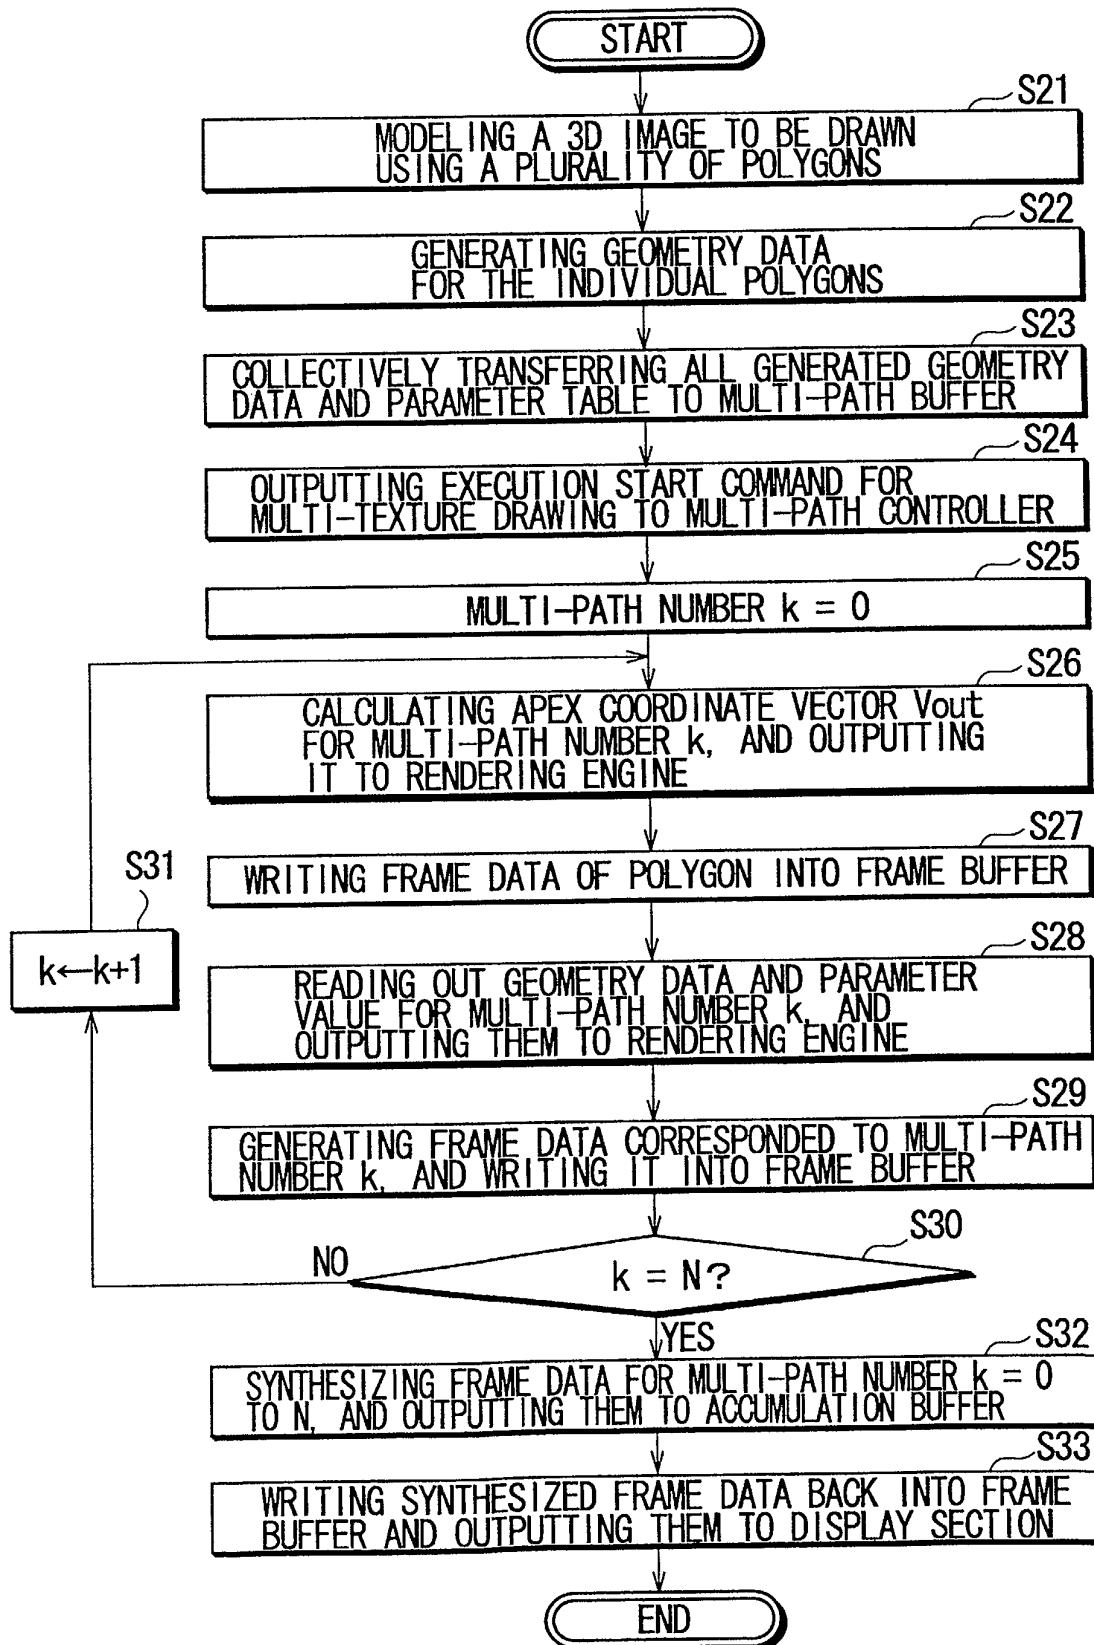 START
S21
MODELING A 3D IMAGE TO BE DRAWN
USING A PLURALITY OF POLYGONS
S22
GENERATING GEOMETRY DATA
FOR THE INDIVIDUAL POLYGONS
S23
COLLECTIVELY TRANSFERRING ALL GENERATED GEOMETRY
DATA AND PARAMETER TABLE TO MULTI-PATH BUFFER
S24
OUTPUTTING EXECUTION START COMMAND FOR
MULTI-TEXTURE DRAWING TO MULTI-PATH CONTROLLER
S25
MULTI-PATH NUMBER k = 0
S26
CALCULATING APEX COORDINATE VECTOR Vout
FOR MULTI-PATH NUMBER k, AND OUTPUTTING
IT TO RENDERING ENGINE
S27
WRITING FRAME DATA OF POLYGON INTO FRAME BUFFER
S31
k←k+1
S28
READING OUT GEOMETRY DATA AND PARAMETER
VALUE FOR MULTI-PATH NUMBER k, AND
OUTPUTTING THEM TO RENDERING ENGINE
S29
GENERATING FRAME DATA CORRESPONDED TO MULTI-PATH
NUMBER k, AND WRITING IT INTO FRAME BUFFER
S30
NO
k = N?
YES
S32
SYNTHESIZING FRAME DATA FOR MULTI-PATH NUMBER k = 0
TO N, AND OUTPUTTING THEM TO ACCUMULATION BUFFER
S33
WRITING SYNTHESIZED FRAME DATA BACK INTO FRAME
BUFFER AND OUTPUTTING THEM TO DISPLAY SECTION
END